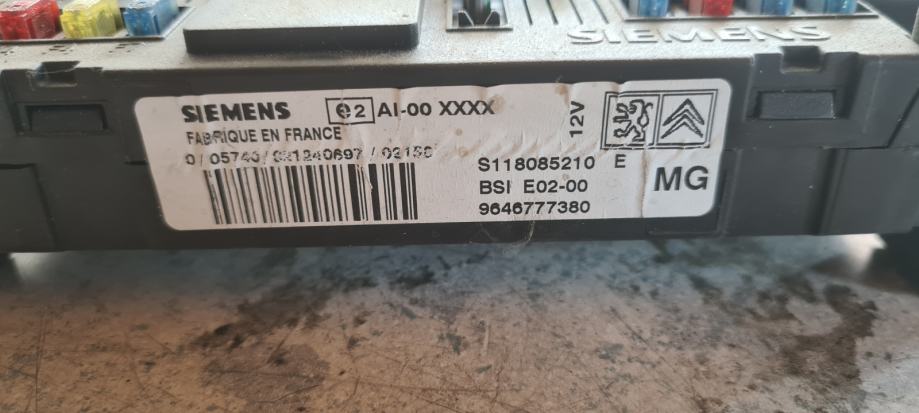 SIEMENS
SIEMENS
e2 AI-00 XXXX
12V
FABRIQUE EN FRANCE
S118085210 E
BSI E02-00
9646777380
MG